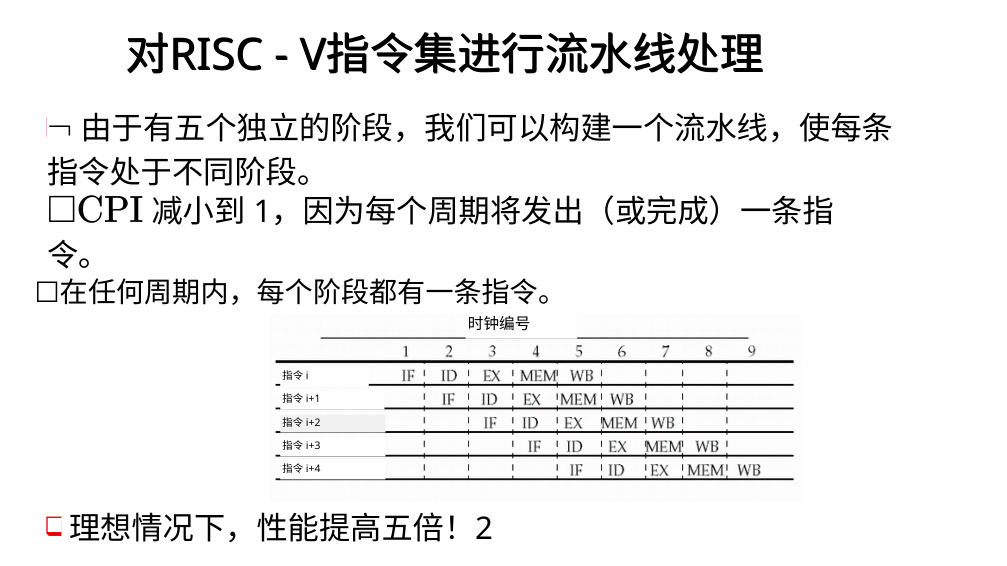 对RISC - V指令集进行流水线处理
﹁ 由于有五个独立的阶段，我们可以构建一个流水线，使每条
指令处于不同阶段。
□CPI 减小到 1，因为每个周期将发出（或完成）一条指
令。
□在任何周期内，每个阶段都有一条指令。
时钟编号
1 2 3 4 5 6 7 8 9
指令 i IF ID EX MEM WB
指令 i+1 IF ID EX MEM WB
指令 i+2 IF ID EX MEM WB
指令 i+3 IF ID EX MEM WB
指令 i+4 IF ID EX MEM WB
❑ 理想情况下，性能提高五倍！2